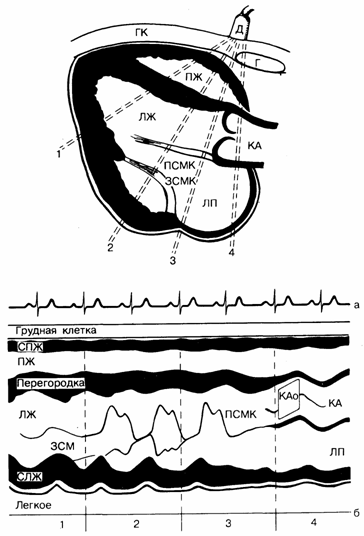 ГК
Д
Г
ПЖ
ЛЖ
КА
1
ПСМК
ЗСМК
ЛП
2
3
4
а
Грудная клетка
СПЖ
ПЖ
Перегородка
КАо
КА
ЛЖ
ПСМК
ЗСМ
ЛП
СЛЖ
Легкое
1
2
3
4
б